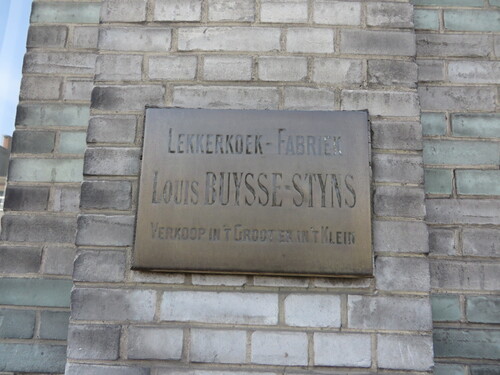 LEKKERKOEK-FABRIEK
LOUIS BUYSSE-STYNS
VERKOOP IN'T GROOT EN IN'T KLEIN